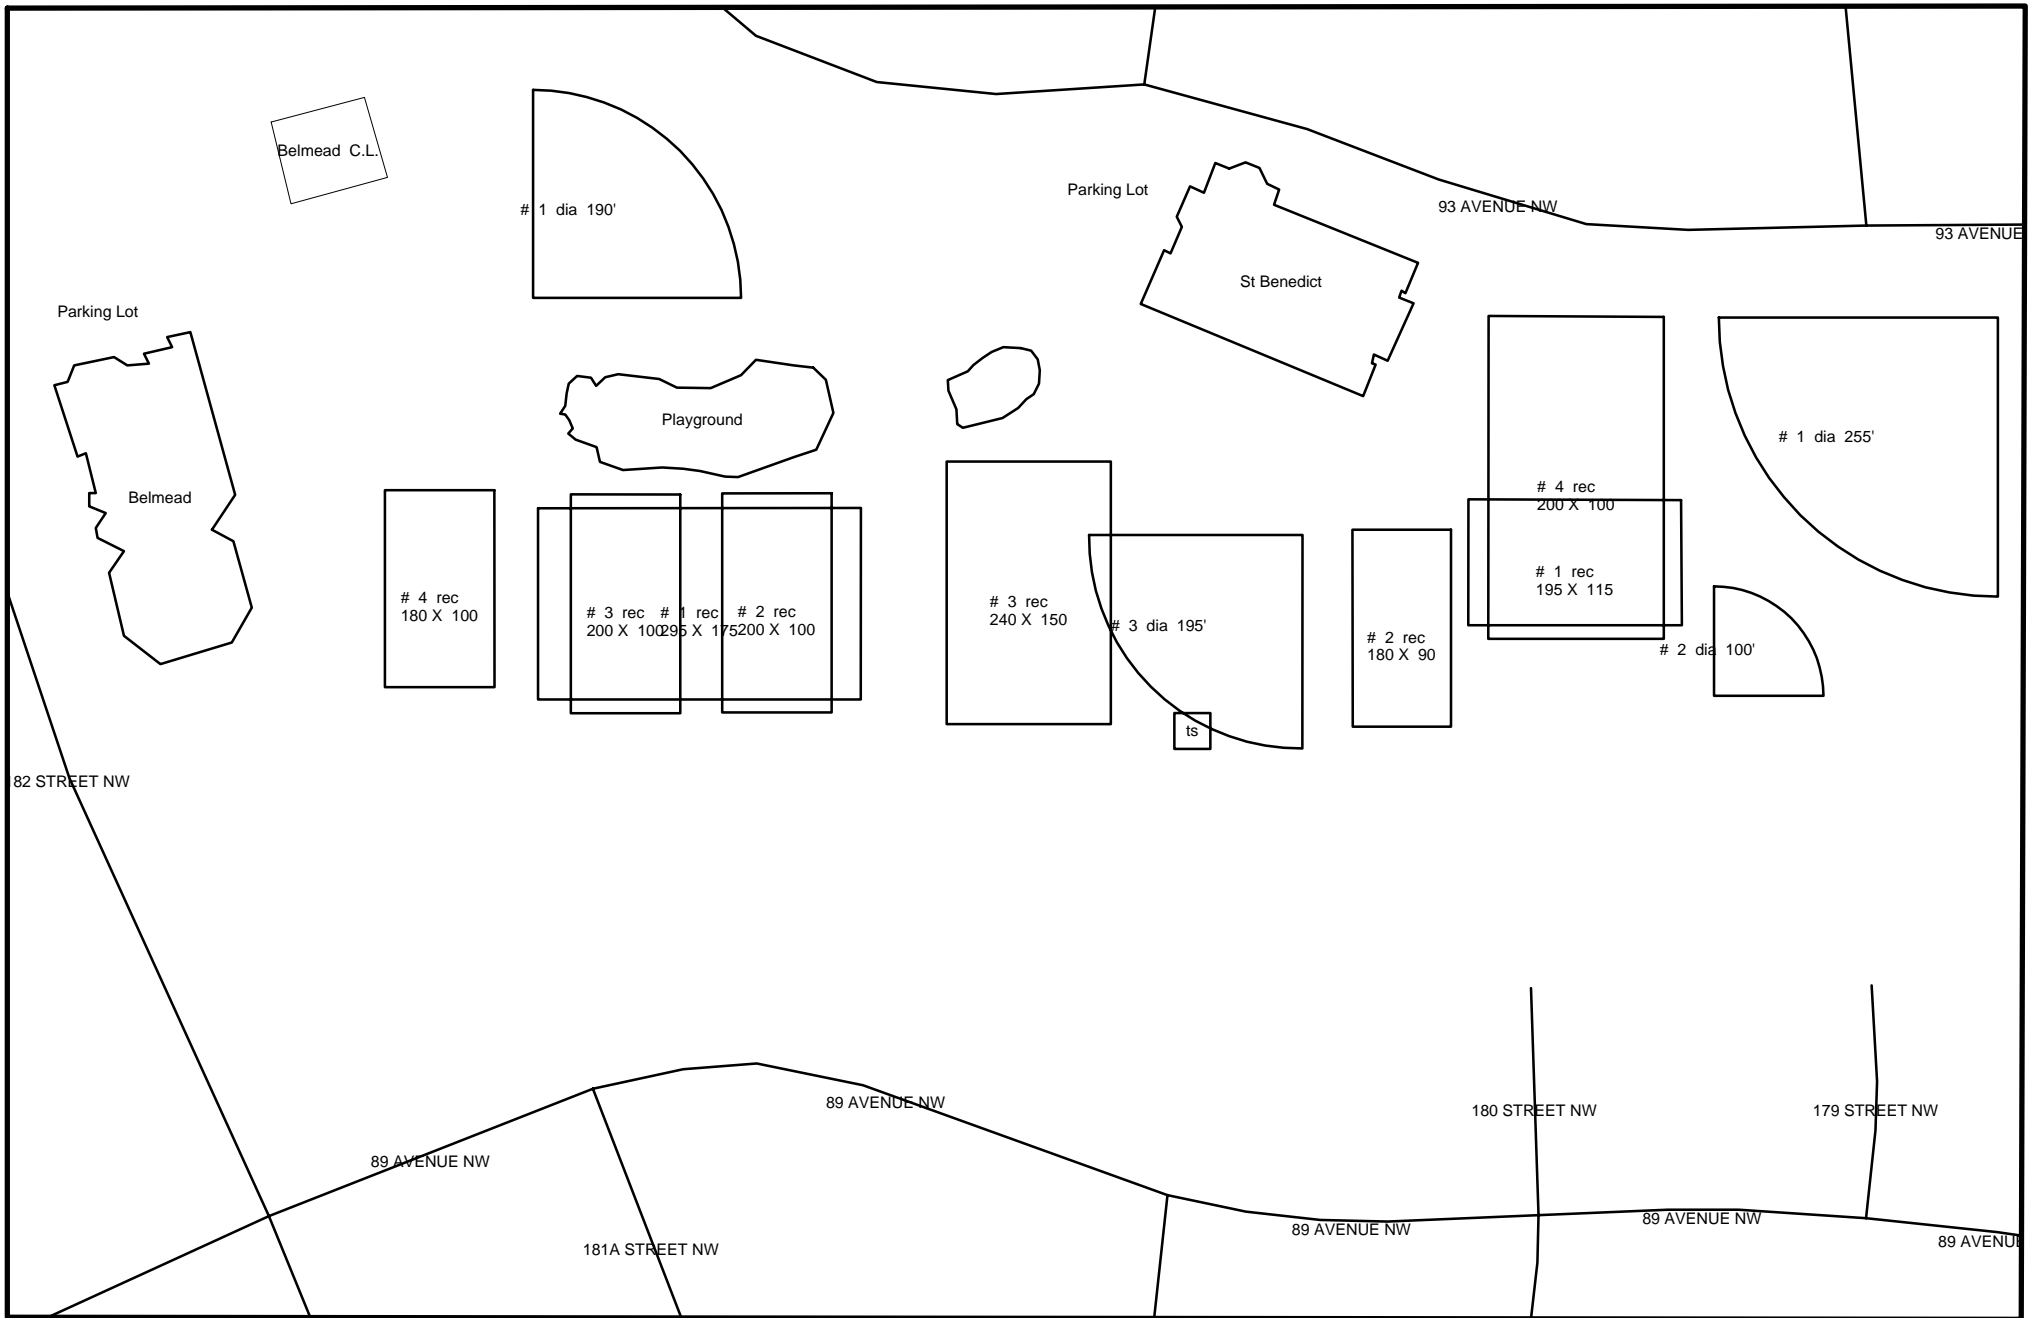 Belmead C.L.
# 1 dia 190'
Parking Lot
93 AVENUE NW
93 AVENUE
St Benedict
Parking Lot
Playground
# 1 dia 255'
Belmead
# 4 rec
200 X 100
# 1 rec
195 X 115
# 4 rec
180 X 100
# 3 rec
200 X 100
# 1 rec
295 X 175
# 2 rec
200 X 100
# 3 rec
240 X 150
# 3 dia 195'
# 2 rec
180 X 90
# 2 dia 100'
ts
182 STREET NW
89 AVENUE NW
180 STREET NW
179 STREET NW
89 AVENUE NW
89 AVENUE NW
89 AVENUE NW
181A STREET NW
89 AVENUE